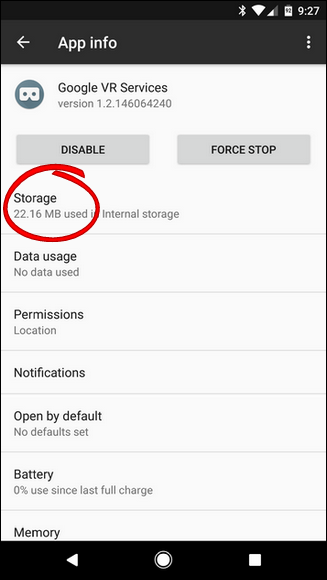 9:27
App info
Google VR Services
version 1.2.146064240
DISABLE FORCE STOP
Storage
22.16 MB used in Internal storage
Data usage
No data used
Permissions
Location
Notifications
Open by default
No defaults set
Battery
0% use since last full charge
Memory